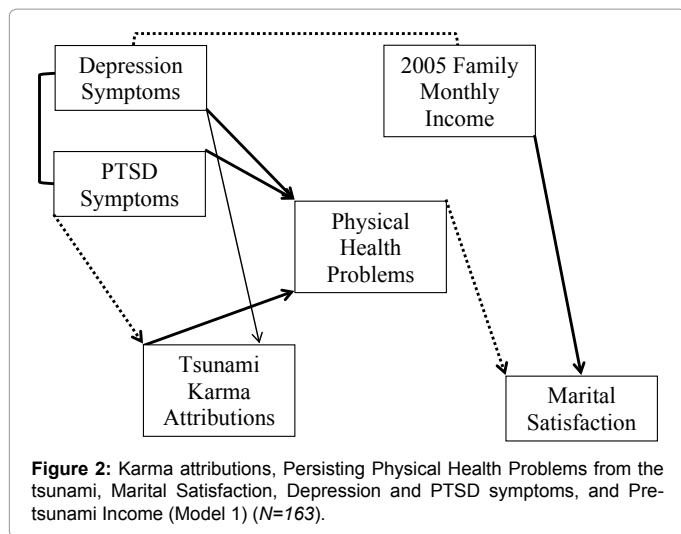 Depression
Symptoms
2005 Family
Monthly
Income
PTSD
Symptoms
Physical
Health
Problems
Tsunami
Karma
Attributions
Marital
Satisfaction
Figure 2: Karma attributions, Persisting Physical Health Problems from the
tsunami, Marital Satisfaction, Depression and PTSD symptoms, and Pre-
tsunami Income (Model 1) (N=163).